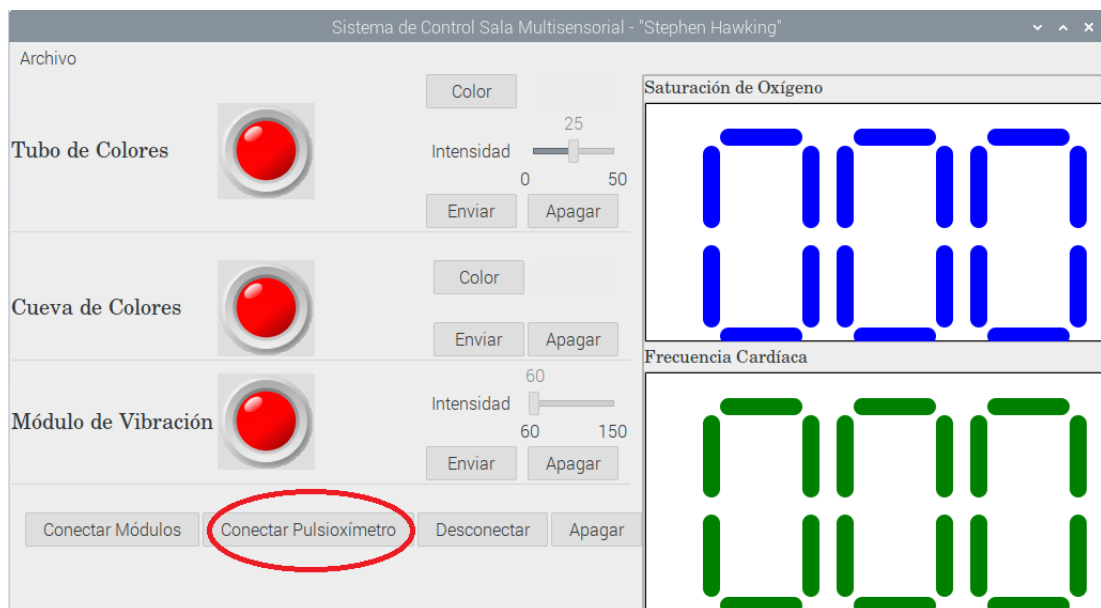 Sistema de Control Sala Multisensorial - "Stephen Hawking"
Archivo
Color
Tubo de Colores
25
Intensidad
0 50
Enviar Apagar
Color
Cueva de Colores
Enviar Apagar
60
Módulo de Vibración
Intensidad
60 150
Enviar Apagar
Conectar Módulos Conectar Pulsioxímetro Desconectar Apagar
Saturación de Oxígeno
000
Frecuencia Cardíaca
000